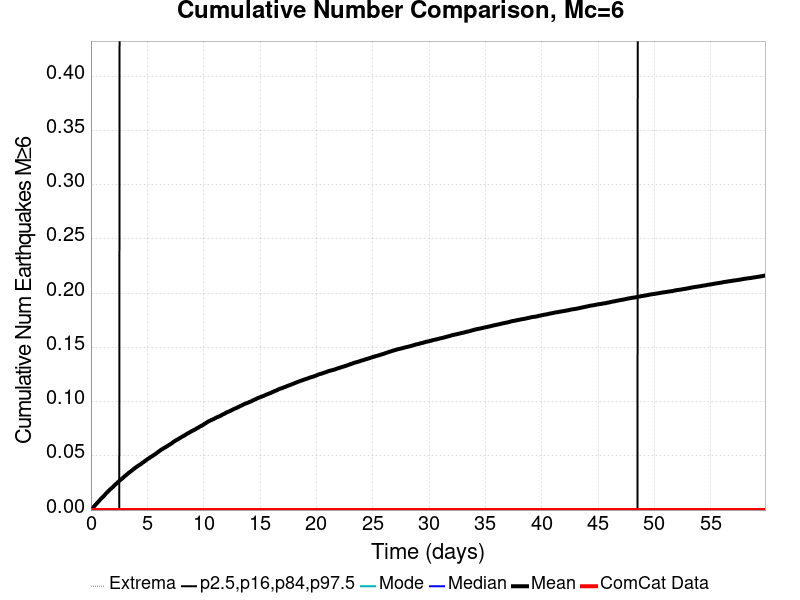 Cumulative Number Comparison, Mc=6
Cumulative Num Earthquakes M≥6
0.40
0.35
0.30
0.25
0.20
0.15
0.10
0.05
0.00
0 5 10 15 20 25 30 35 40 45 50 55
Time (days)
Extrema p2.5,p16,p84,p97.5 Mode Median Mean ComCat Data